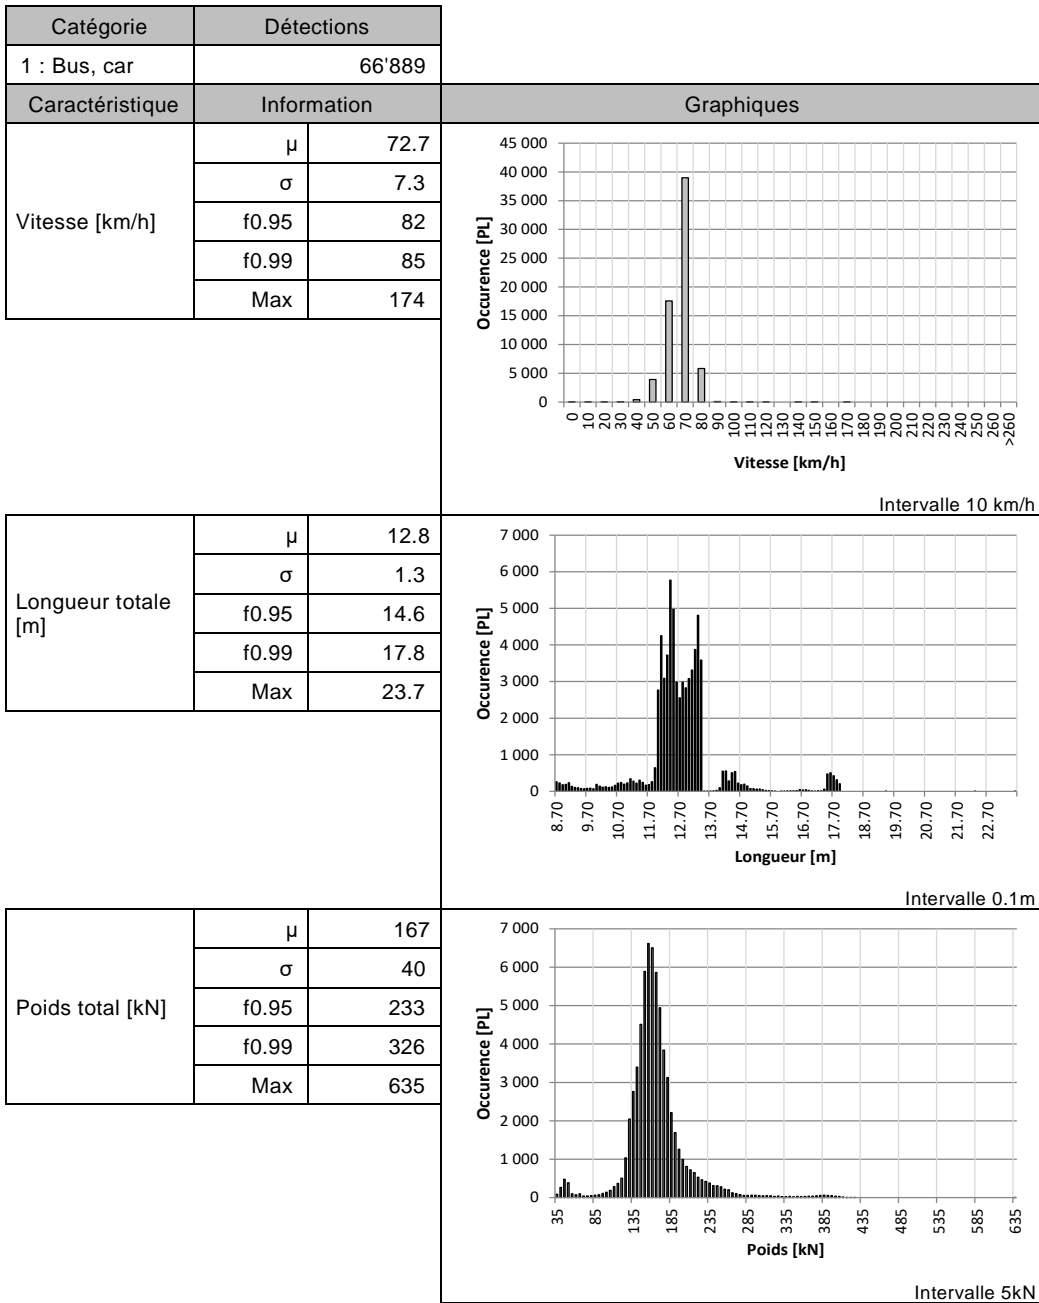 Catégorie Détections
1 : Bus, car 66'889
Caractéristique Information Graphiques
Vitesse [km/h]
µ 72.7
σ 7.3
f0.95 82
f0.99 85
Max 174
45 000
40 000
35 000
30 000
25 000
20 000
15 000
10 000
5 000
0
Occurence [PL]
0 10 20 30 40 50 60 70 80 90 100 110 120 130 140 150 160 170 180 190 200 210 220 230 240 250 260 >260
Vitesse [km/h]
Intervalle 10 km/h
Longueur totale
[m]
µ 12.8
σ 1.3
f0.95 14.6
f0.99 17.8
Max 23.7
7 000
6 000
5 000
4 000
3 000
2 000
1 000
0
Occurence [PL]
8.70 9.70 10.70 11.70 12.70 13.70 14.70 15.70 16.70 17.70 18.70 19.70 20.70 21.70 22.70
Longueur [m]
Intervalle 0.1m
Poids total [kN]
µ 167
σ 40
f0.95 233
f0.99 326
Max 635
7 000
6 000
5 000
4 000
3 000
2 000
1 000
0
Occurence [PL]
35 85 135 185 235 285 335 385 435 485 535 585 635
Poids [kN]
Intervalle 5kN